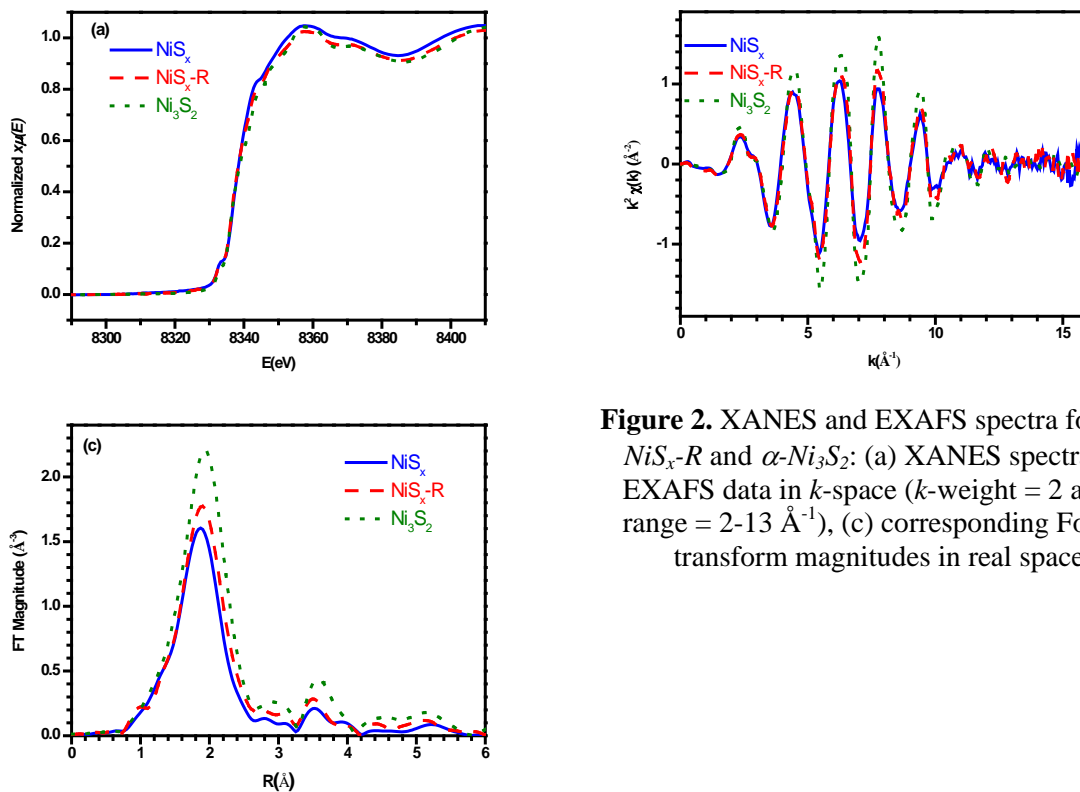 (a)
NiSₓ
NiSₓ-R
Ni₃S₂
Normalized xμ(E)
1.0
0.8
0.6
0.4
0.2
0.0
8300 8320 8340 8360 8380 8400
E(eV)
NiSₓ
NiSₓ-R
Ni₃S₂
k² χ(k) (Å⁻²)
1
0
-1
0 5 10 15
k(Å⁻¹)
(c)
NiSₓ
NiSₓ-R
Ni₃S₂
FT Magnitude (Å⁻³)
2.0
1.5
1.0
0.5
0.0
0 1 2 3 4 5 6
R(Å)
Figure 2. XANES and EXAFS spectra fo
NiSₓ-R and α-Ni₃S₂: (a) XANES spectr
EXAFS data in k-space (k-weight = 2 a
range = 2-13 Å⁻¹), (c) corresponding Fo
transform magnitudes in real space